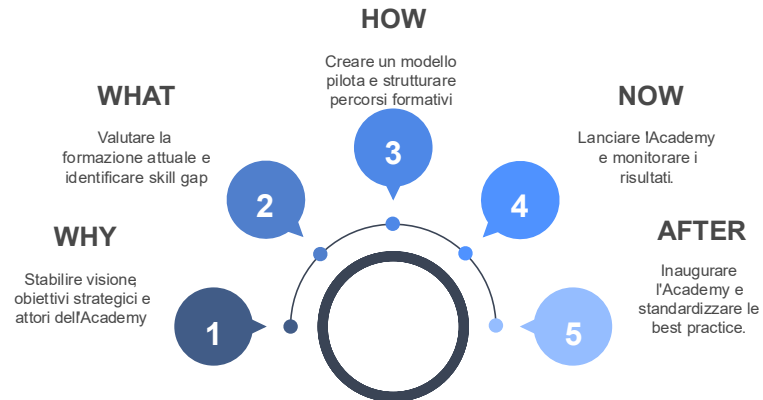 WHY
Stabilire visione,
obiettivi strategici e
attori dell'Academy
1
WHAT
Valutare la
formazione attuale e
identificare skill gap
2
HOW
Creare un modello
pilota e strutturare
percorsi formativi
3
NOW
Lanciare l'Academy
e monitorare i
risultati.
4
AFTER
Inaugurare
l'Academy e
standardizzare le
best practice.
5